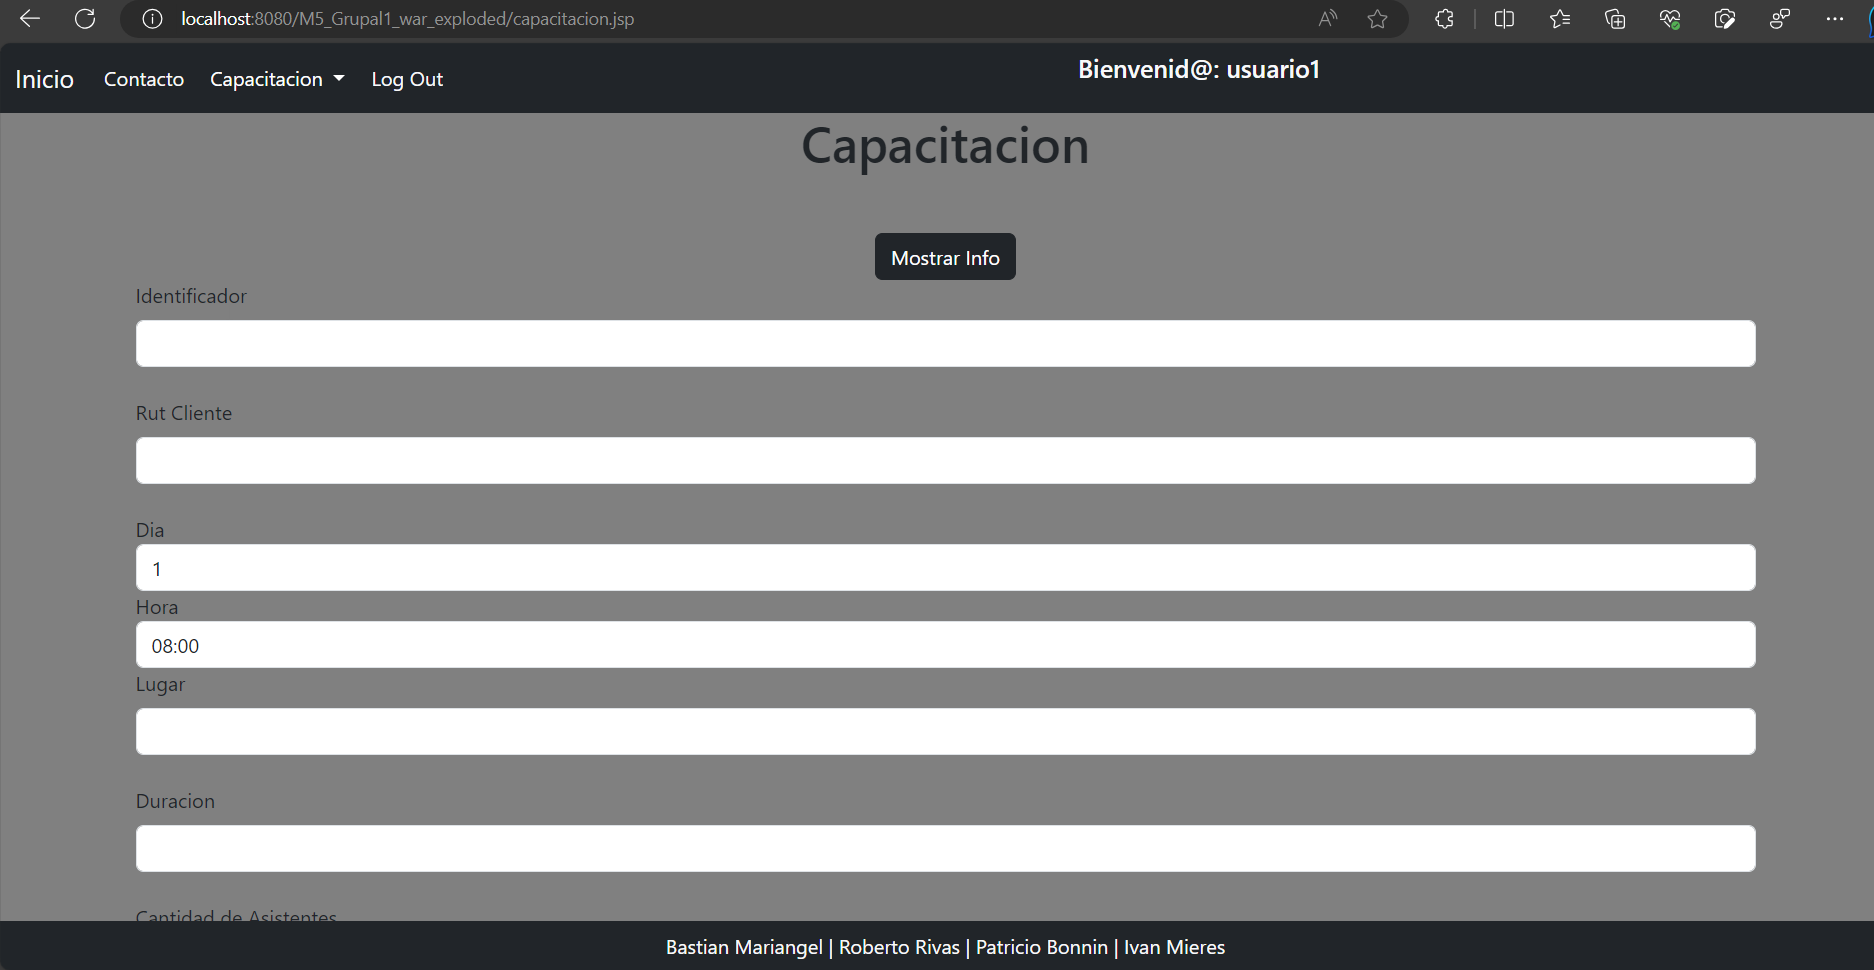 localhost:8080/M5_Grupal1_war_exploded/capacitacion.jsp
Inicio Contacto Capacitacion Log Out Bienvenid@: usuario1
Capacitacion
Mostrar Info
Identificador
Rut Cliente
Dia
1
Hora
08:00
Lugar
Duracion
Cantidad de Asistentes
Bastian Mariangel | Roberto Rivas | Patricio Bonnin | Ivan Mieres